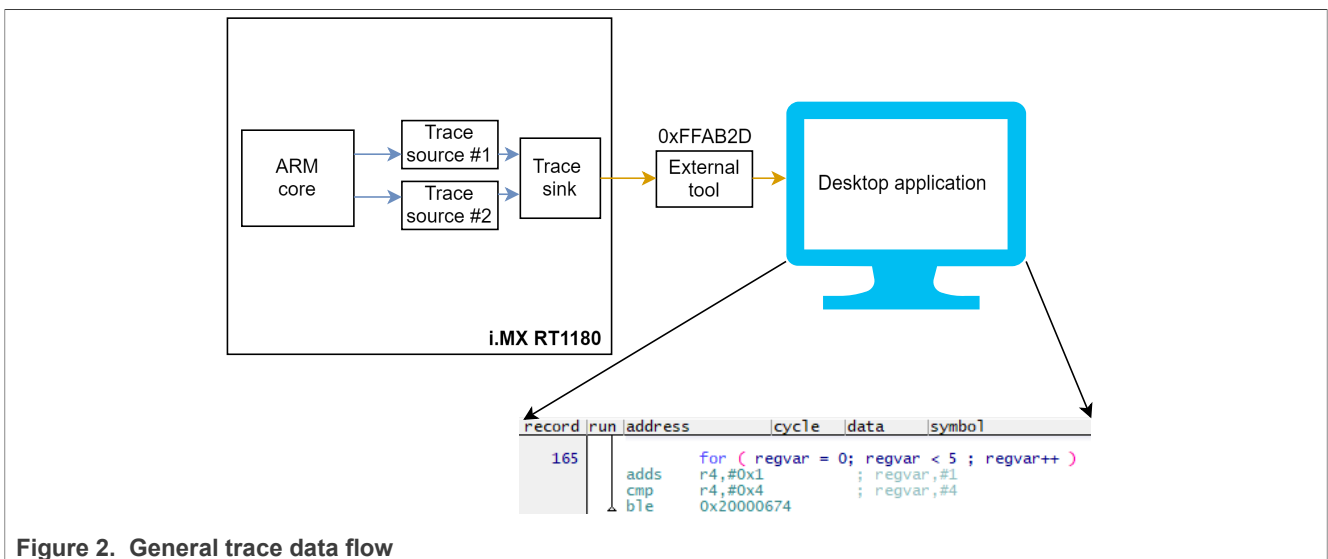 ARM
core
Trace
source #1
Trace
source #2
Trace
sink
i.MX RT1180
0xFFAB2D
External
tool
Desktop application
record run address cycle data symbol
165 for ( regvar = 0; regvar < 5 ; regvar++ )
adds r4,#0x1 ; regvar,#1
cmp r4,#0x4 ; regvar,#4
ble 0x20000674
Figure 2. General trace data flow